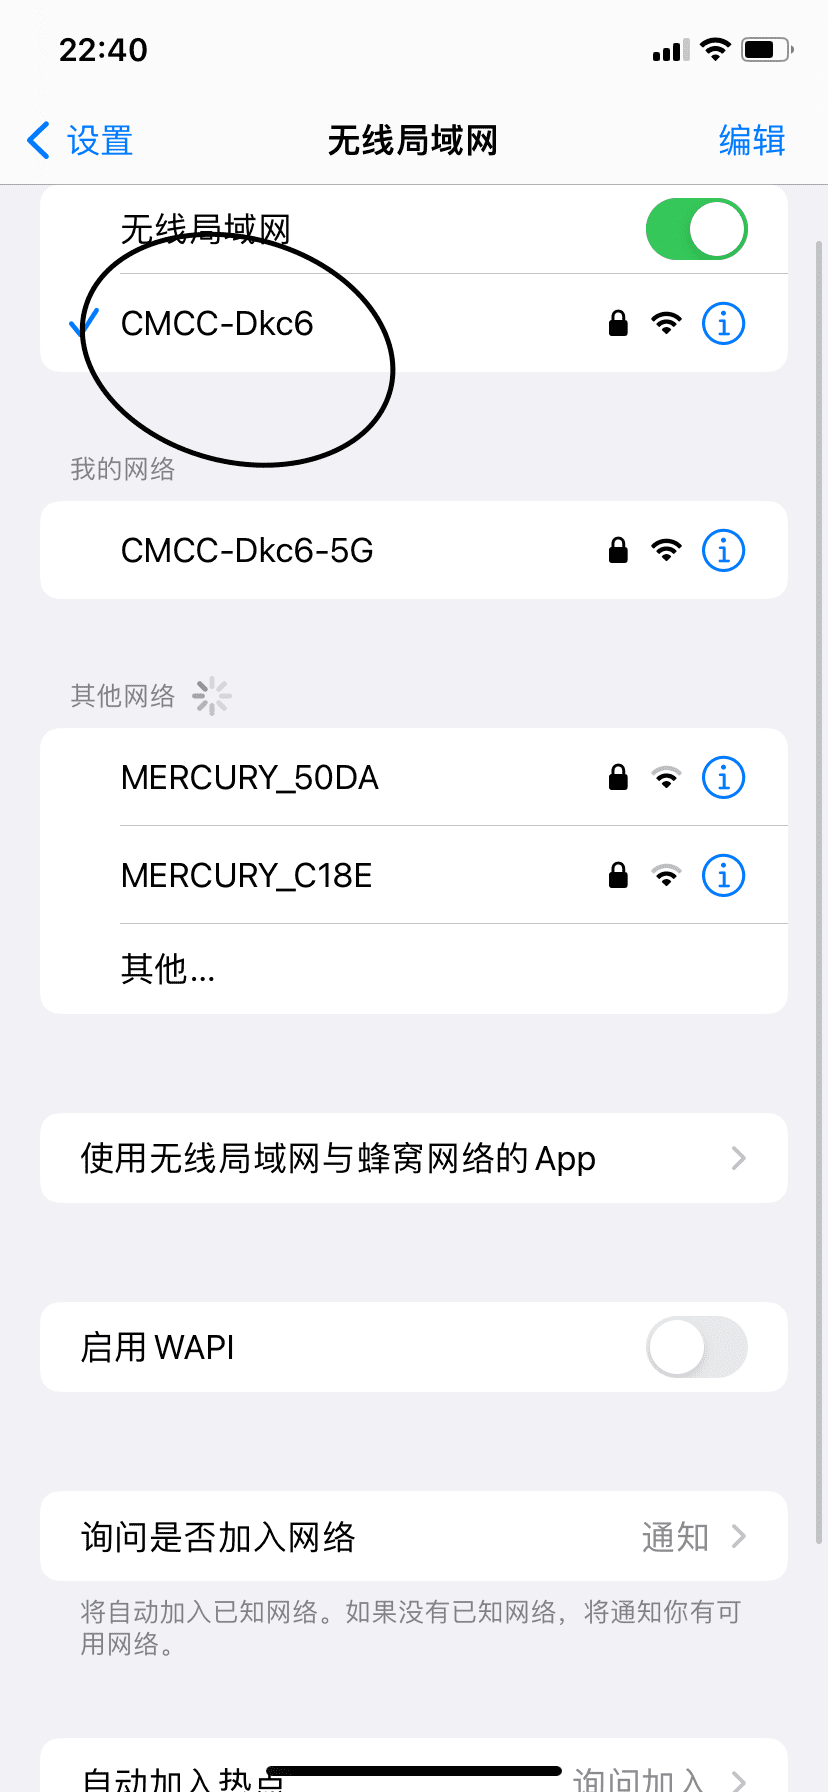 22:40
设置
无线局域网
编辑
无线局域网
CMCC-Dkc6
我的网络
CMCC-Dkc6-5G
其他网络
MERCURY_50DA
MERCURY_C18E
其他...
使用无线局域网与蜂窝网络的 App
启用 WAPI
询问是否加入网络
通知
将自动加入已知网络。如果没有已知网络，将通知你有可
用网络。
自动加入热点
询问加入